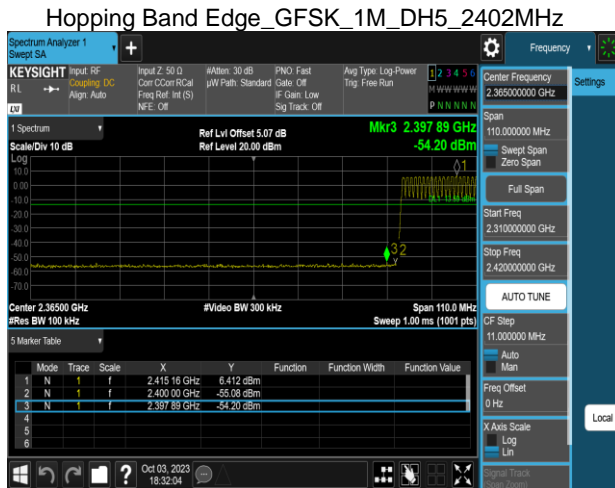 Hopping Band Edge_GFSK_1M_DH5_2402MHz
Spectrum Analyzer 1
Swept SA
+
Frequency
KEYSIGHT
RL
LXI
Input: RF
Coupling: DC
Align: Auto
Input Z: 50 Ω
Corr CCorr RCal
Freq Ref: Int (S)
NFE: Off
#Atten: 30 dB
µW Path: Standard
PNO: Fast
Gate: Off
IF Gain: Low
Sig Track: Off
Avg Type: Log-Power
Trig: Free Run
1 2 3 4 5 6
M W W W W W
P N N N N N
1 Spectrum
Scale/Div 10 dB
Ref Lvl Offset 5.07 dB
Ref Level 20.00 dBm
Mkr3 2.397 89 GHz
-54.20 dBm
Log
10.0
0.00
-10.0
-20.0
-30.0
-40.0
-50.0
-60.0
-70.0
1
3 2
Center 2.36500 GHz
#Res BW 100 kHz
#Video BW 300 kHz
Span 110.0 MHz
Sweep 1.00 ms (1001 pts)
5 Marker Table
Mode Trace Scale X Y Function Function Width Function Value
1 N 1 f 2.415 16 GHz 6.412 dBm
2 N 1 f 2.400 00 GHz -55.08 dBm
3 N 1 f 2.397 89 GHz -54.20 dBm
4
5
6
Oct 03, 2023
18:32:04
?
Center Frequency
2.365000000 GHz
Settings
Span
110.000000 MHz
Swept Span
Zero Span
Full Span
Start Freq
2.310000000 GHz
Stop Freq
2.420000000 GHz
AUTO TUNE
CF Step
11.000000 MHz
Auto
Man
Freq Offset
0 Hz
Local
X Axis Scale
Log
Lin
Signal Track
(Span Zoom)